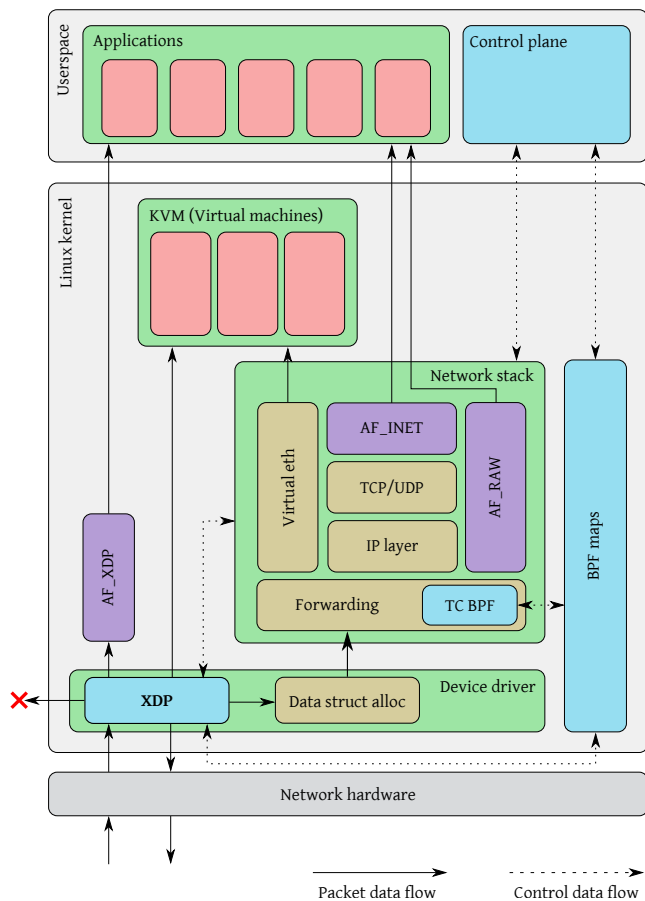 Userspace
Applications
Control plane
Linux kernel
KVM (Virtual machines)
Network stack
Virtual eth
AF_INET
TCP/UDP
IP layer
AF_RAW
AF_XDP
BPF maps
Forwarding
TC BPF
Device driver
XDP
Data struct alloc
Network hardware
Packet data flow
Control data flow